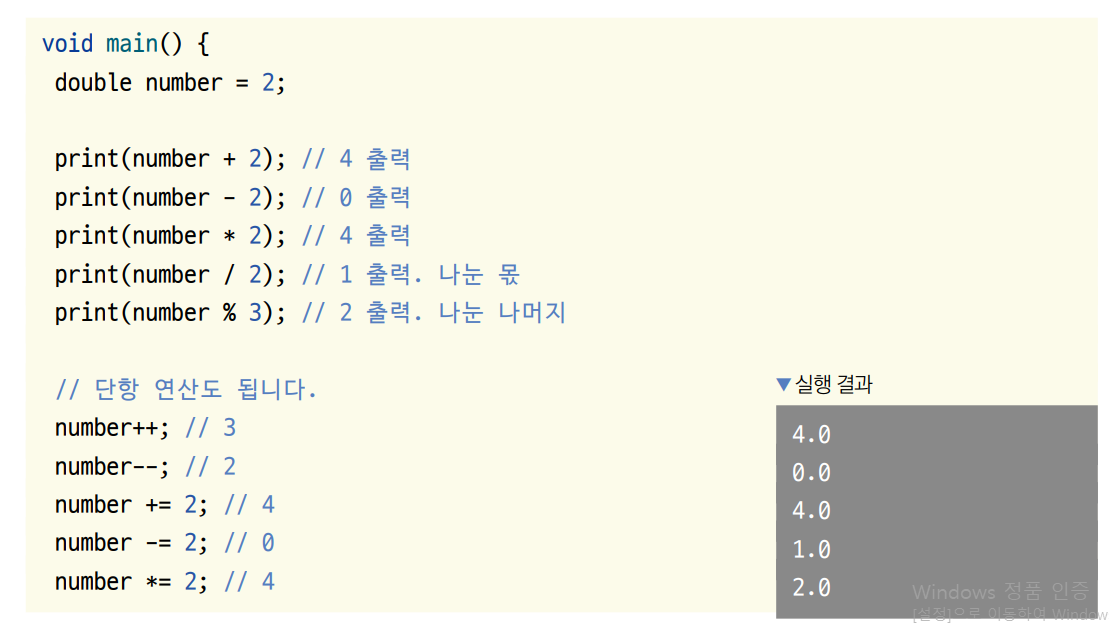 void main() {
double number = 2;
print(number + 2); // 4 출력
print(number - 2); // 0 출력
print(number * 2); // 4 출력
print(number / 2); // 1 출력. 나눈 몫
print(number % 3); // 2 출력. 나눈 나머지
// 단항 연산도 됩니다.
number++; // 3
number--; // 2
number += 2; // 4
number -= 2; // 0
number *= 2; // 4
▼실행 결과
4.0
0.0
4.0
1.0
2.0
Windows 정품 인증
[설정]으로 이동하여 Window